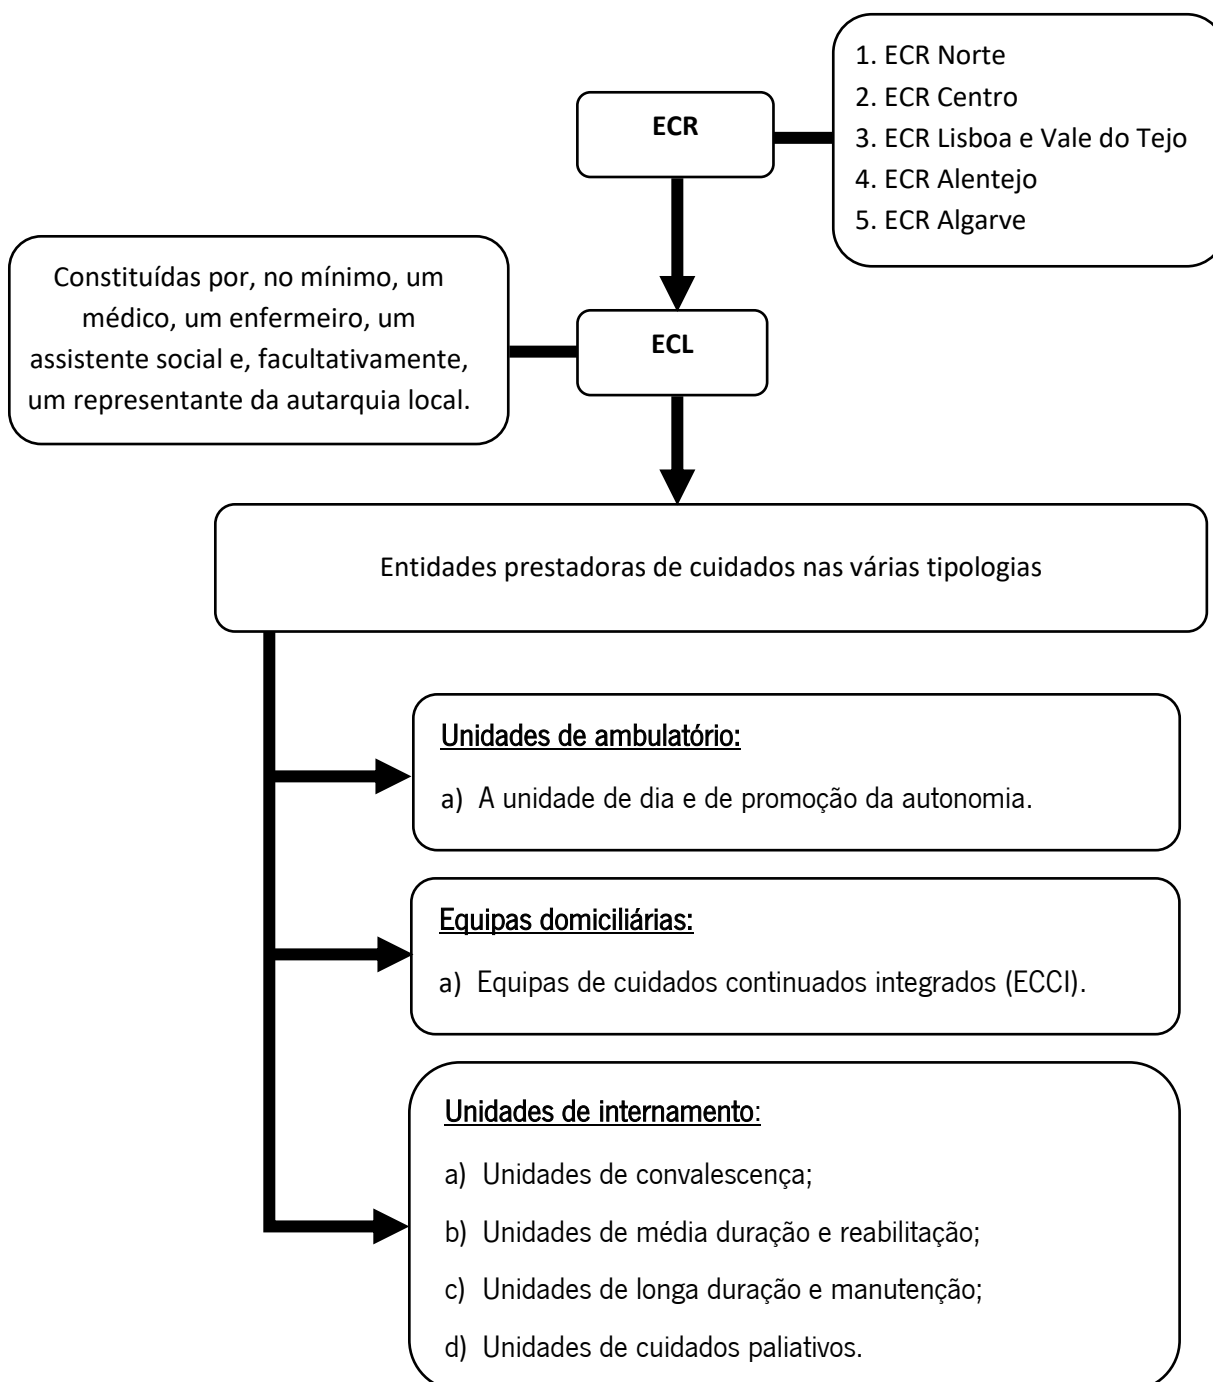 ECR
1. ECR Norte
2. ECR Centro
3. ECR Lisboa e Vale do Tejo
4. ECR Alentejo
5. ECR Algarve
Constituídas por, no mínimo, um
médico, um enfermeiro, um
assistente social e, facultativamente,
um representante da autarquia local.
ECL
Entidades prestadoras de cuidados nas várias tipologias
Unidades de ambulatório:
a) A unidade de dia e de promoção da autonomia.
Equipas domiciliárias:
a) Equipas de cuidados continuados integrados (ECCI).
Unidades de internamento:
a) Unidades de convalescença;
b) Unidades de média duração e reabilitação;
c) Unidades de longa duração e manutenção;
d) Unidades de cuidados paliativos.